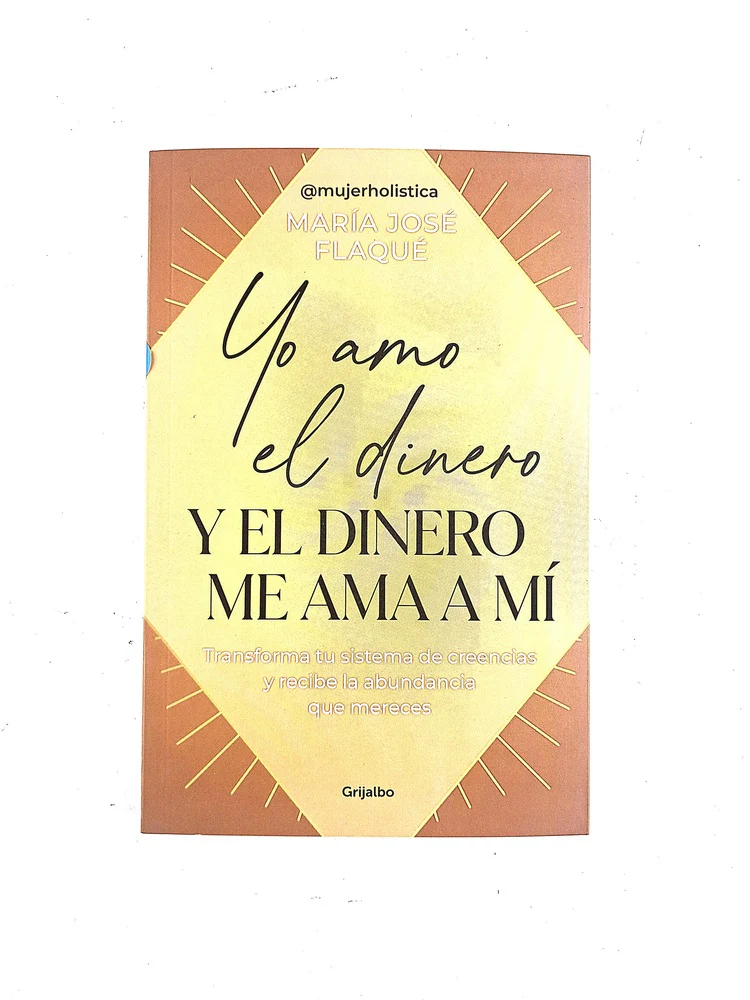 @mujerholistica
MARÍA JOSÉ
FLAQUÉ
Yo amo
el dinero
Y EL DINERO
ME AMA A MÍ
Transforma tu sistema de creencias
y recibe la abundancia
que mereces
Grijalbo